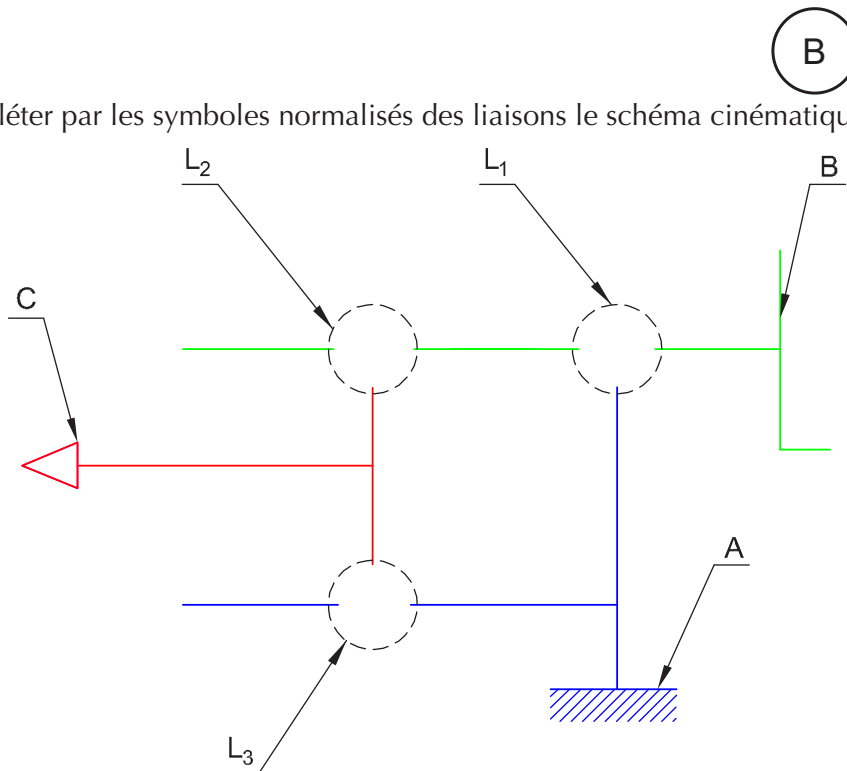 B
léter par les symboles normalisés des liaisons le schéma cinématiqu
L₂ L₁ B
C
A
L₃